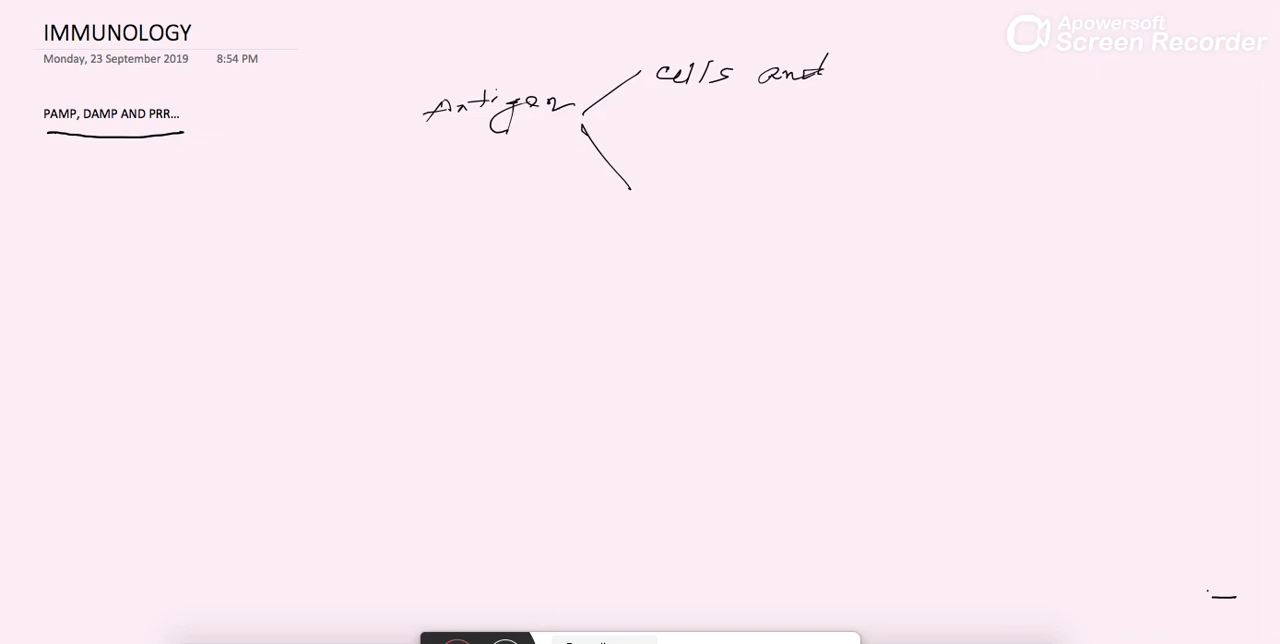 IMMUNOLOGY
Monday, 23 September 2019 8:54 PM
Apowersoft
Screen Recorder
cells and
Antigen
PAMP, DAMP AND PRR...